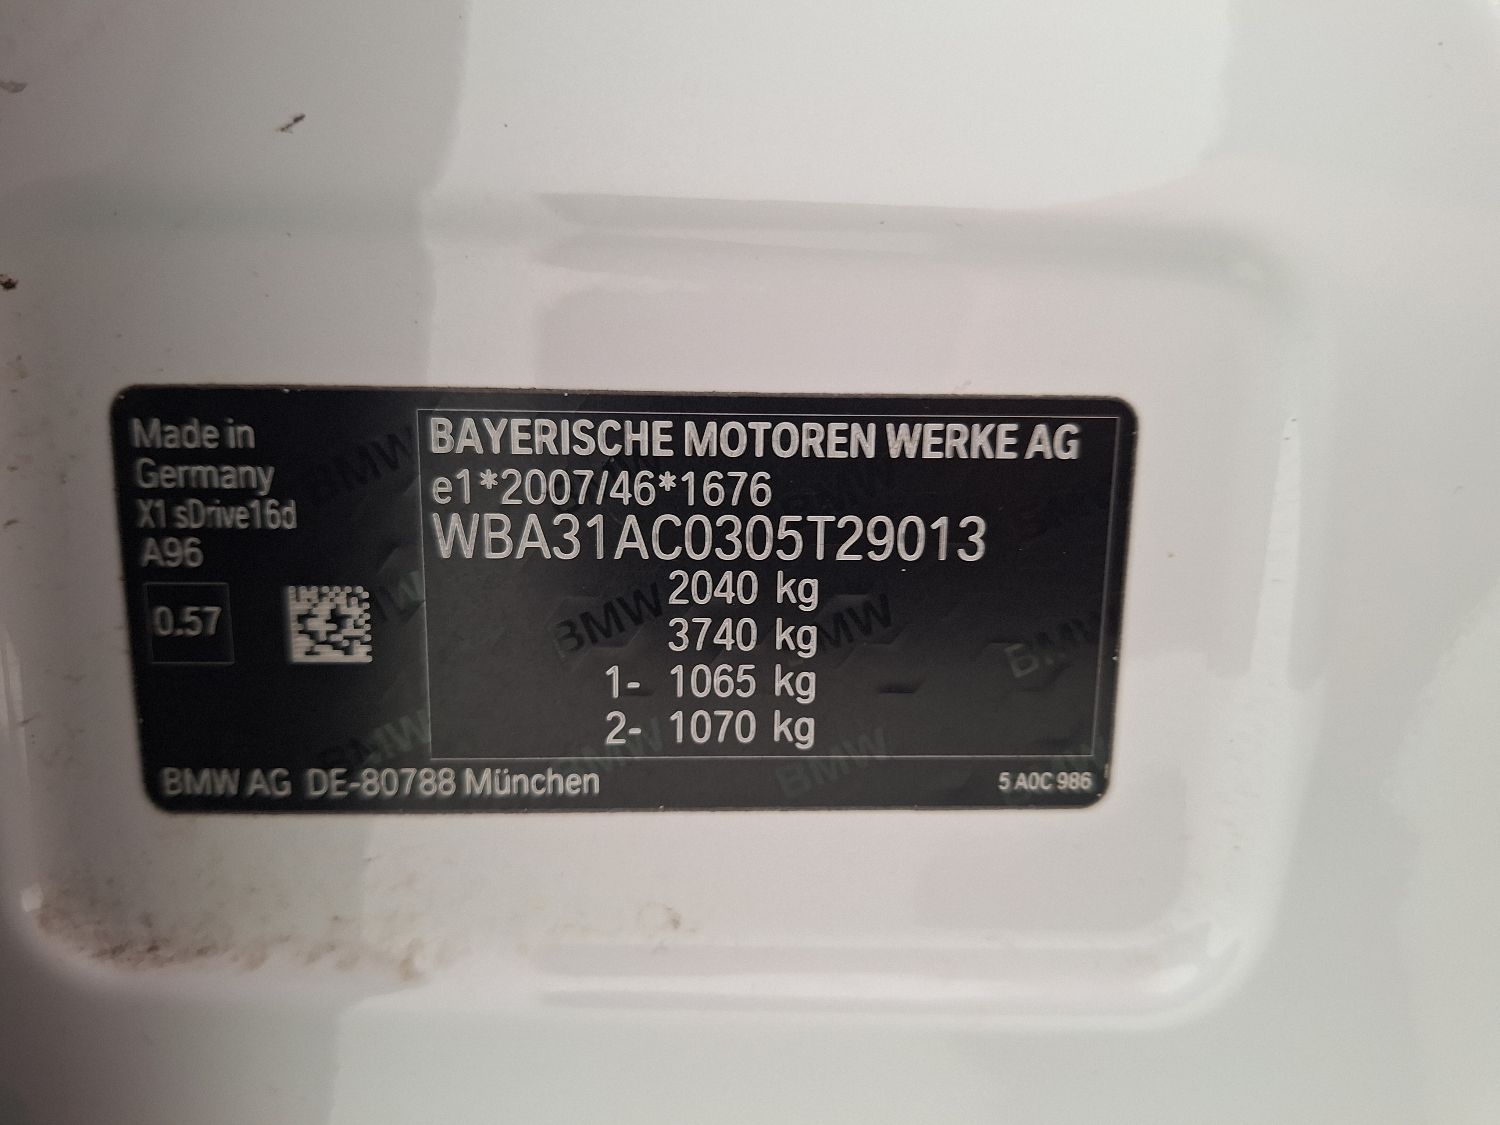 Made in
Germany
X1 sDrive16d
A96
0.57
BAYERISCHE MOTOREN WERKE AG
e1*2007/46*1676
WBA31AC0305T29013
2040 kg
3740 kg
1- 1065 kg
2- 1070 kg
BMW AG DE-80788 München
5 A0C 986